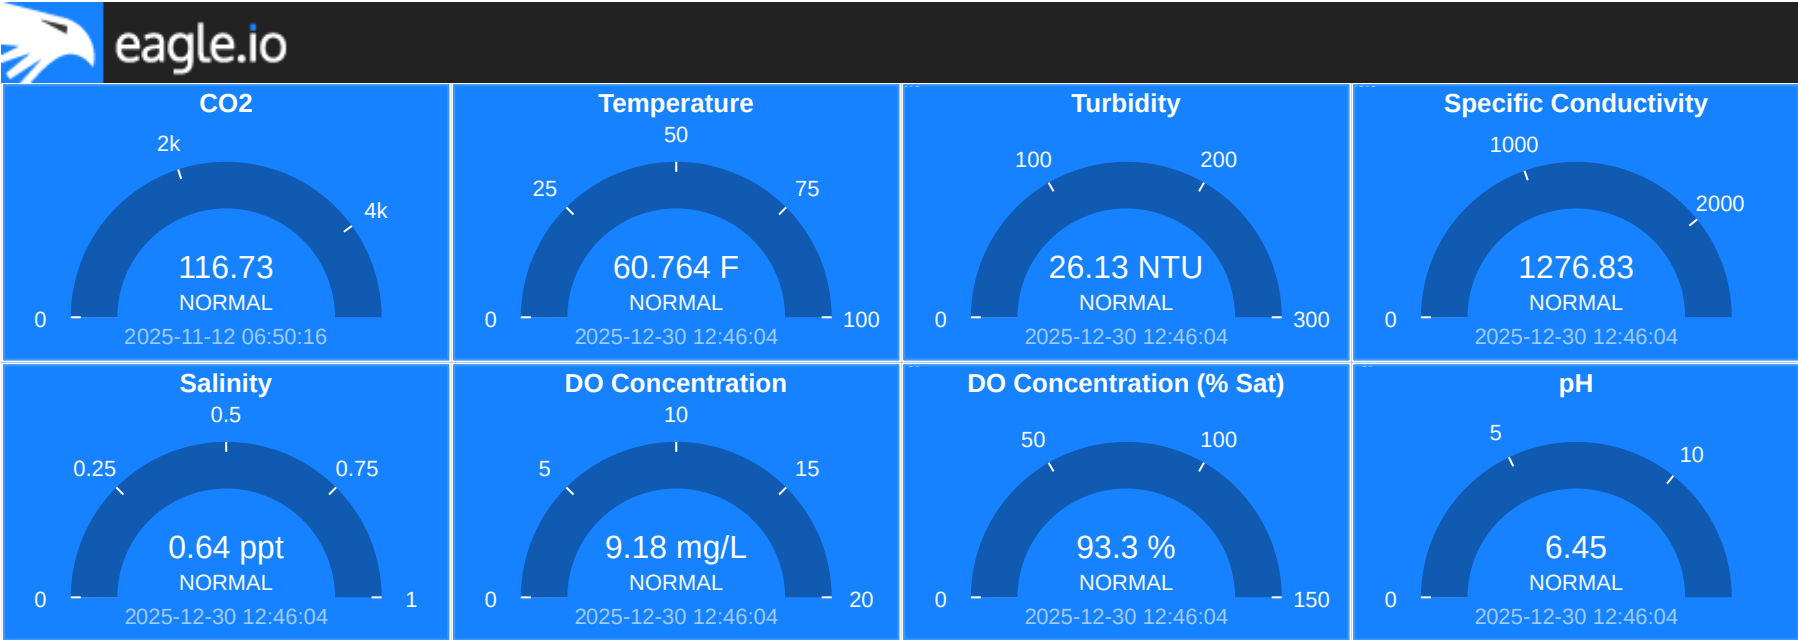 eagle.io
CO2
2k
4k
116.73
NORMAL
0
2025-11-12 06:50:16
Temperature
50
25
75
60.764 F
NORMAL
0
100
2025-12-30 12:46:04
Turbidity
100
200
26.13 NTU
NORMAL
0
300
2025-12-30 12:46:04
Specific Conductivity
1000
2000
1276.83
NORMAL
0
2025-12-30 12:46:04
Salinity
0.5
0.25
0.75
0.64 ppt
NORMAL
0
1
2025-12-30 12:46:04
DO Concentration
10
5
15
9.18 mg/L
NORMAL
0
20
2025-12-30 12:46:04
DO Concentration (% Sat)
50
100
93.3 %
NORMAL
0
150
2025-12-30 12:46:04
pH
5
10
6.45
NORMAL
0
2025-12-30 12:46:04